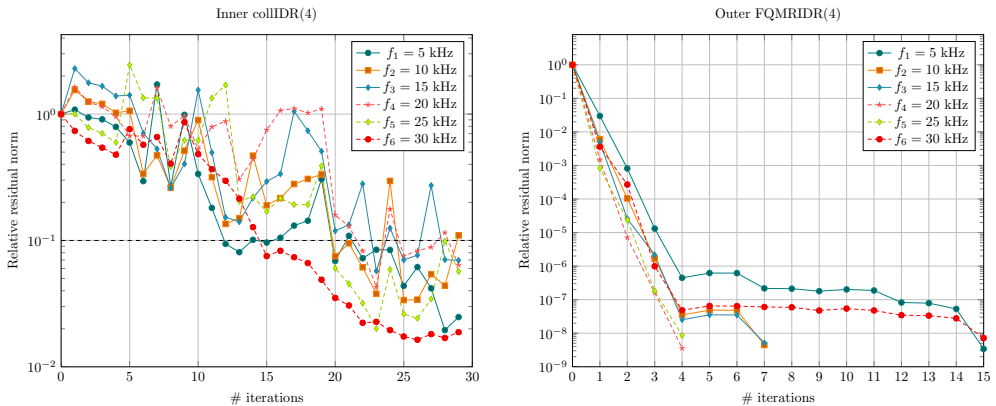 Inner collIDR(4)
Relative residual norm
10^0
10^−1
10^−2
0 5 10 15 20 25 30
# iterations
f1 = 5 kHz
f2 = 10 kHz
f3 = 15 kHz
f4 = 20 kHz
f5 = 25 kHz
f6 = 30 kHz
Outer FQMRIDR(4)
Relative residual norm
10^0
10^−1
10^−2
10^−3
10^−4
10^−5
10^−6
10^−7
10^−8
10^−9
0 1 2 3 4 5 6 7 8 9 10 11 12 13 14 15
# iterations
f1 = 5 kHz
f2 = 10 kHz
f3 = 15 kHz
f4 = 20 kHz
f5 = 25 kHz
f6 = 30 kHz